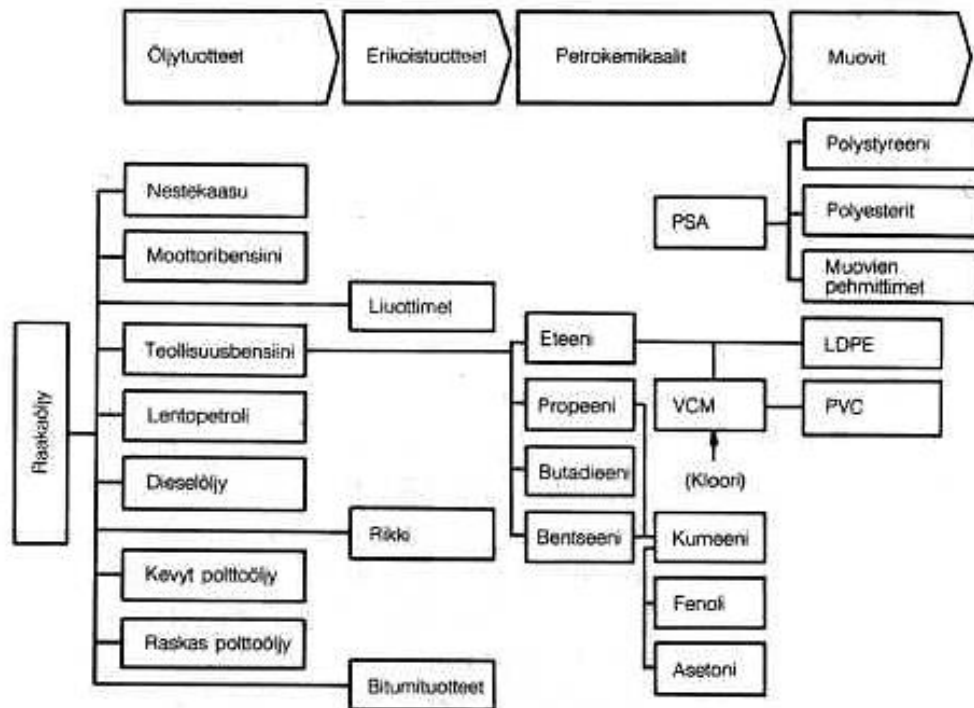 Öljytuotteet
Erikoistuotteet
Petrokemikaalit
Muovit
Raakaöljy
Nestekaasu
Moottoribensiini
Teollisuusbensiini
Lentopetroli
Dieselöljy
Kevyt polttoöljy
Raskas polttoöljy
Liuottimet
Rikki
Bitumituotteet
Eteeni
Propeeni
Butadieeni
Bentseeni
PSA
VCM
(Kloori)
Kumeeni
Fenoli
Asetoni
Polystyreeni
Polyesterit
Muovien
pehmittimet
LDPE
PVC